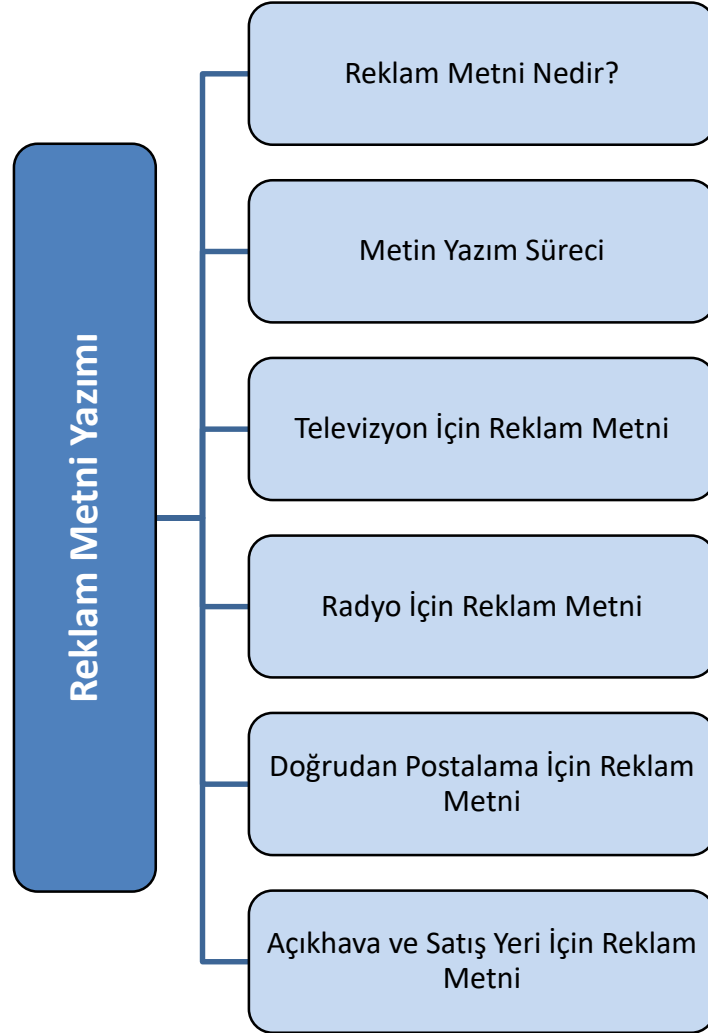 Reklam Metni Yazımı
Reklam Metni Nedir?
Metin Yazım Süreci
Televizyon İçin Reklam Metni
Radyo İçin Reklam Metni
Doğrudan Postalama İçin Reklam
Metni
Açıkhava ve Satış Yeri İçin Reklam
Metni